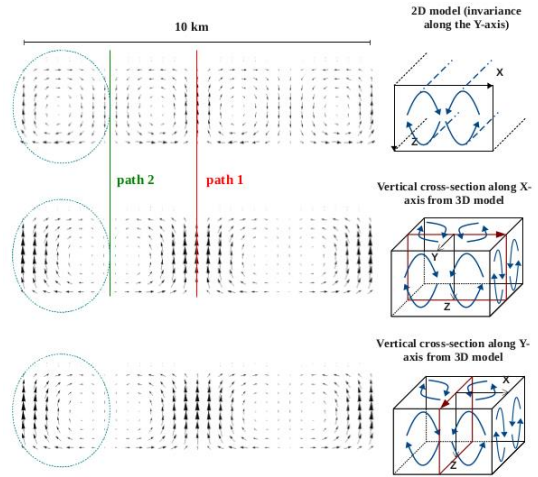 2D model (invariance
along the Y-axis)
10 km
X
Z
path 2
path 1
Vertical cross-section along X-
axis from 3D model
Y
Z
Vertical cross-section along Y-
axis from 3D model
X
Z